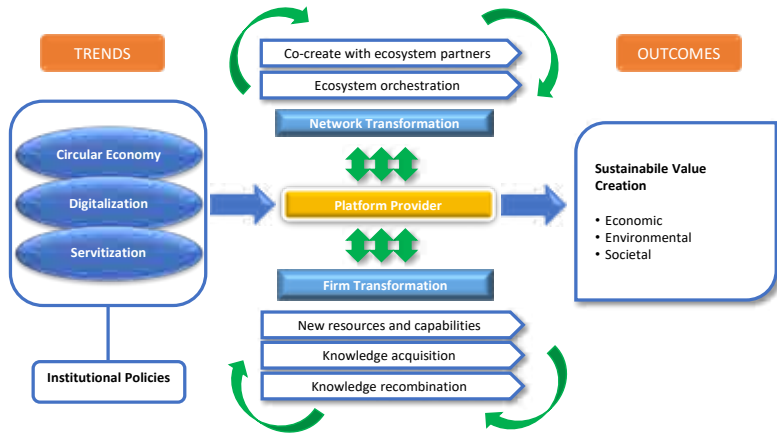 TRENDS
Circular Economy
Digitalization
Servitization
Institutional Policies
Co-create with ecosystem partners
Ecosystem orchestration
Network Transformation
Platform Provider
Firm Transformation
New resources and capabilities
Knowledge acquisition
Knowledge recombination
OUTCOMES
Sustainabile Value
Creation
• Economic
• Environmental
• Societal